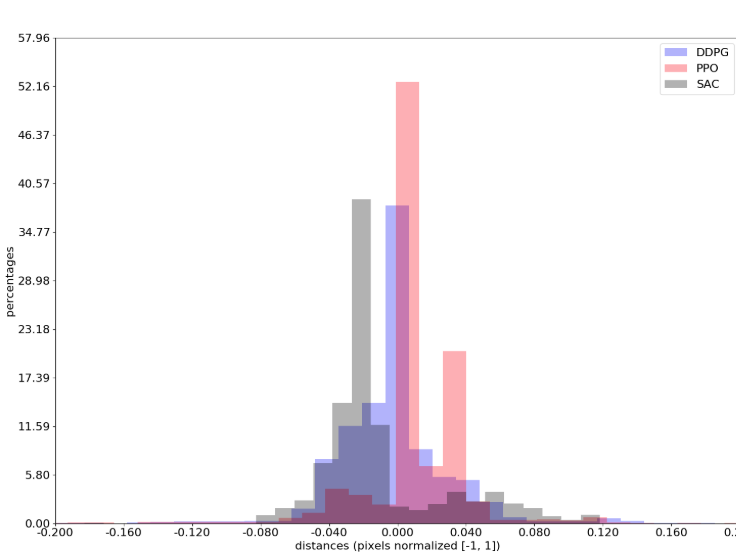 57.96
52.16
46.37
40.57
34.77
28.98
23.18
17.39
11.59
5.80
0.00
percentages
DDPG
PPO
SAC
-0.200 -0.160 -0.120 -0.080 -0.040 0.000 0.040 0.080 0.120 0.160
distances (pixels normalized [-1, 1])